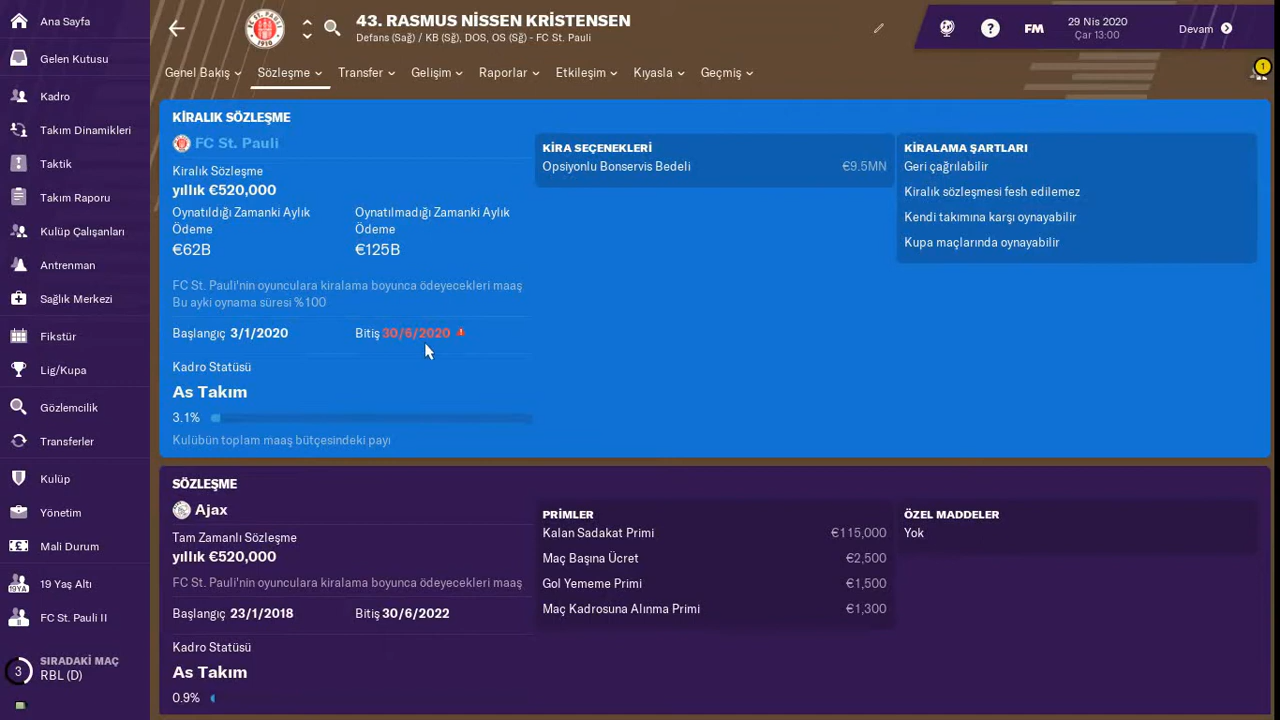 Ana Sayfa
Gelen Kutusu
Kadro
Takım Dinamikleri
Taktik
Takım Raporu
Kulüp Çalışanları
Antrenman
Sağlık Merkezi
Fikstür
Lig/Kupa
Gözlemcilik
Transferler
Kulüp
Yönetim
Mali Durum
19YA
19 Yaş Altı
II
FC St. Pauli II
3
SIRADAKİ MAÇ
RBL (D)
43. RASMUS NİSSEN KRİSTENSEN
Defans (Sağ) / KB (Sğ), DOS, OS (Sğ) - FC St. Pauli
?
FM
29 Nis 2020
Çar 13:00
Devam
1
Genel Bakış
Sözleşme
Transfer
Gelişim
Raporlar
Etkileşim
Kıyasla
Geçmiş
KİRALIK SÖZLEŞME
FC St. Pauli
Kiralık Sözleşme
yıllık €520,000
Oynatıldığı Zamanki Aylık Ödeme
€62B
Oynatılmadığı Zamanki Aylık Ödeme
€125B
FC St. Pauli'nin oyunculara kiralama boyunca ödeyecekleri maaş
Bu ayki oynama süresi %100
Başlangıç 3/1/2020
Bitiş 30/6/2020
Kadro Statüsü
As Takım
3.1%
Kulübün toplam maaş bütçesindeki payı
KİRA SEÇENEKLERİ
Opsiyonlu Bonservis Bedeli €9.5MN
KİRALAMA ŞARTLARI
Geri çağrılabilir
Kiralık sözleşmesi fesh edilemez
Kendi takımına karşı oynayabilir
Kupa maçlarında oynayabilir
SÖZLEŞME
Ajax
Tam Zamanlı Sözleşme
yıllık €520,000
FC St. Pauli'nin oyunculara kiralama boyunca ödeyecekleri maaş
Başlangıç 23/1/2018
Bitiş 30/6/2022
Kadro Statüsü
As Takım
0.9%
PRİMLER
Kalan Sadakat Primi €115,000
Maç Başına Ücret €2,500
Gol Yememe Primi €1,500
Maç Kadrosuna Alınma Primi €1,300
ÖZEL MADDELER
Yok